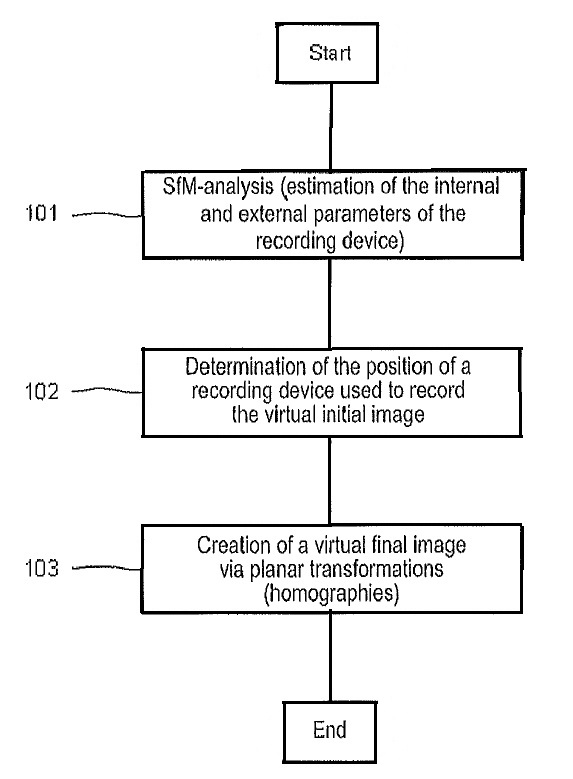 Start
101
SfM-analysis (estimation of the internal
and external parameters of the
recording device)
102
Determination of the position of a
recording device used to record
the virtual initial image
103
Creation of a virtual final image
via planar transformations
(homographies)
End